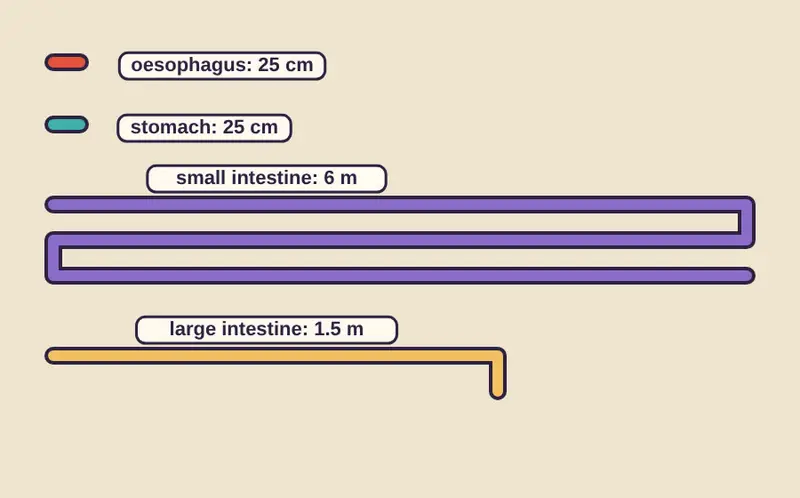 oesophagus: 25 cm
stomach: 25 cm
small intestine: 6 m
large intestine: 1.5 m